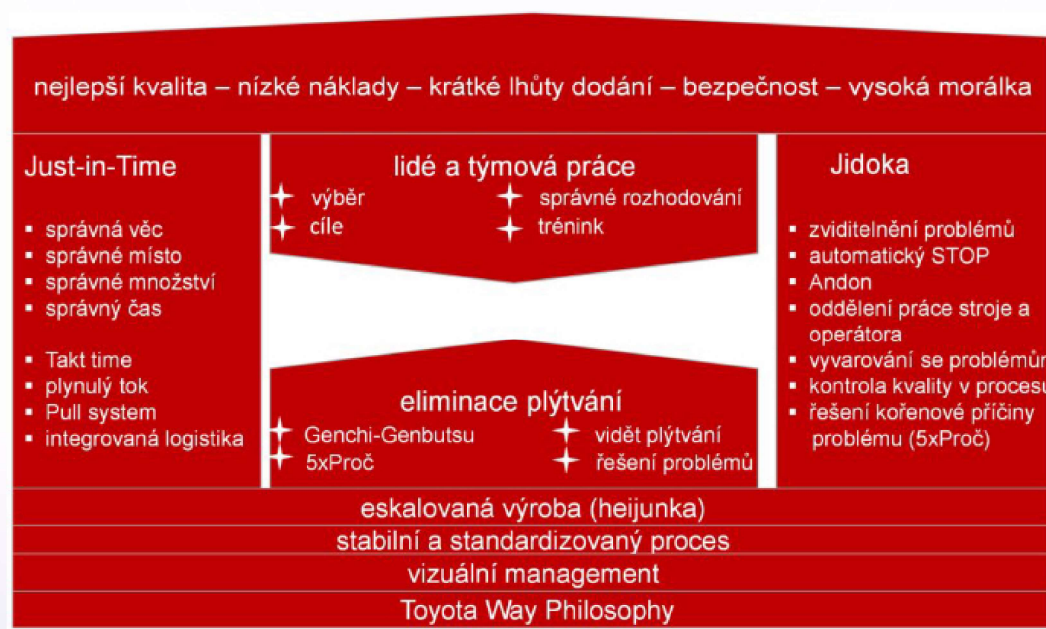 nejlepší kvalita – nízké náklady – krátké lhůty dodání – bezpečnost – vysoká morálka
Just-in-Time
správná věc
správné místo
správné množství
správný čas
Takt time
plynulý tok
Pull system
integrovaná logistika
lidé a týmová práce
výběr
správné rozhodování
cíle
trénink
eliminace plýtvání
Genchi-Genbutsu
vidět plýtvání
5xProč
řešení problémů
Jidoka
zviditelnění problémů
automatický STOP
Andon
oddělení práce stroje a
operátora
vyvarování se problémům
kontrola kvality v procesu
řešení kořenové příčiny
problému (5xProč)
eskalovaná výroba (heijunka)
stabilní a standardizovaný proces
vizuální management
Toyota Way Philosophy